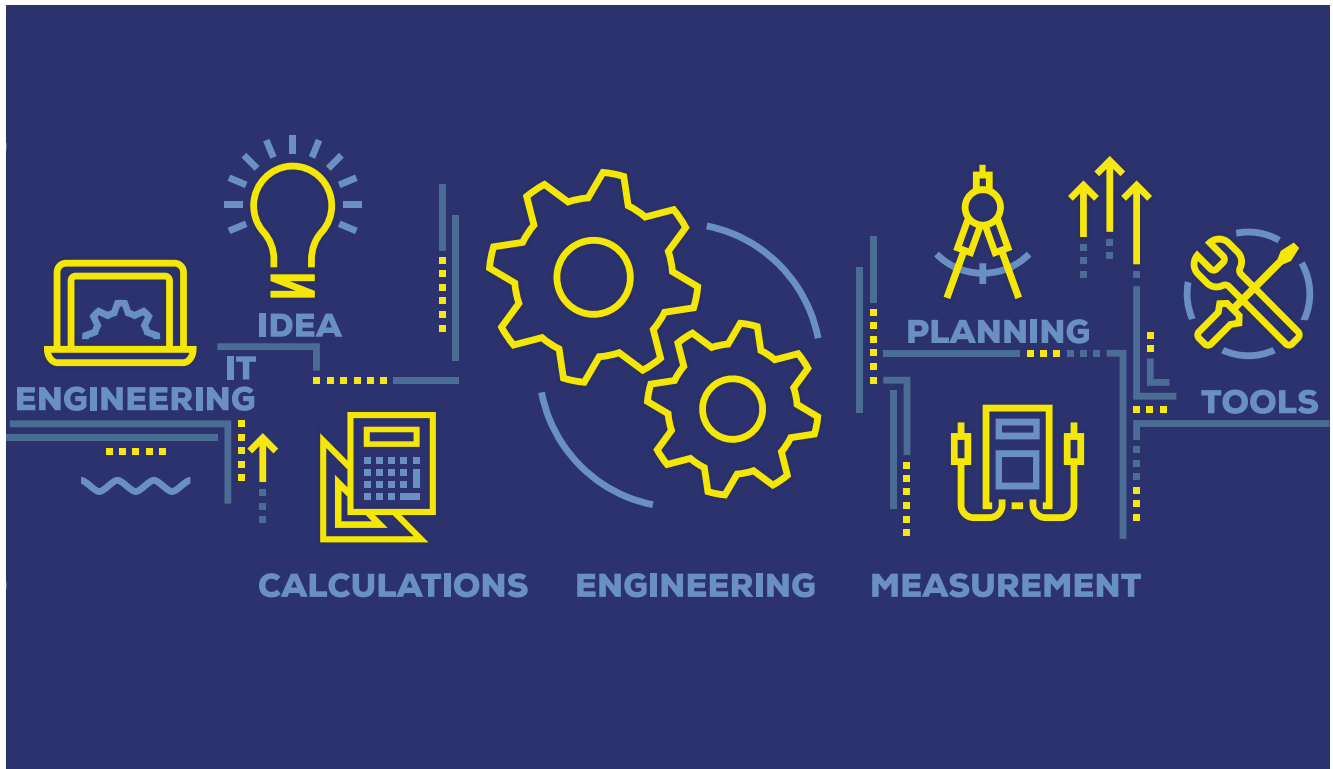 IDEA
IT
ENGINEERING
CALCULATIONS
ENGINEERING
PLANNING
MEASUREMENT
TOOLS